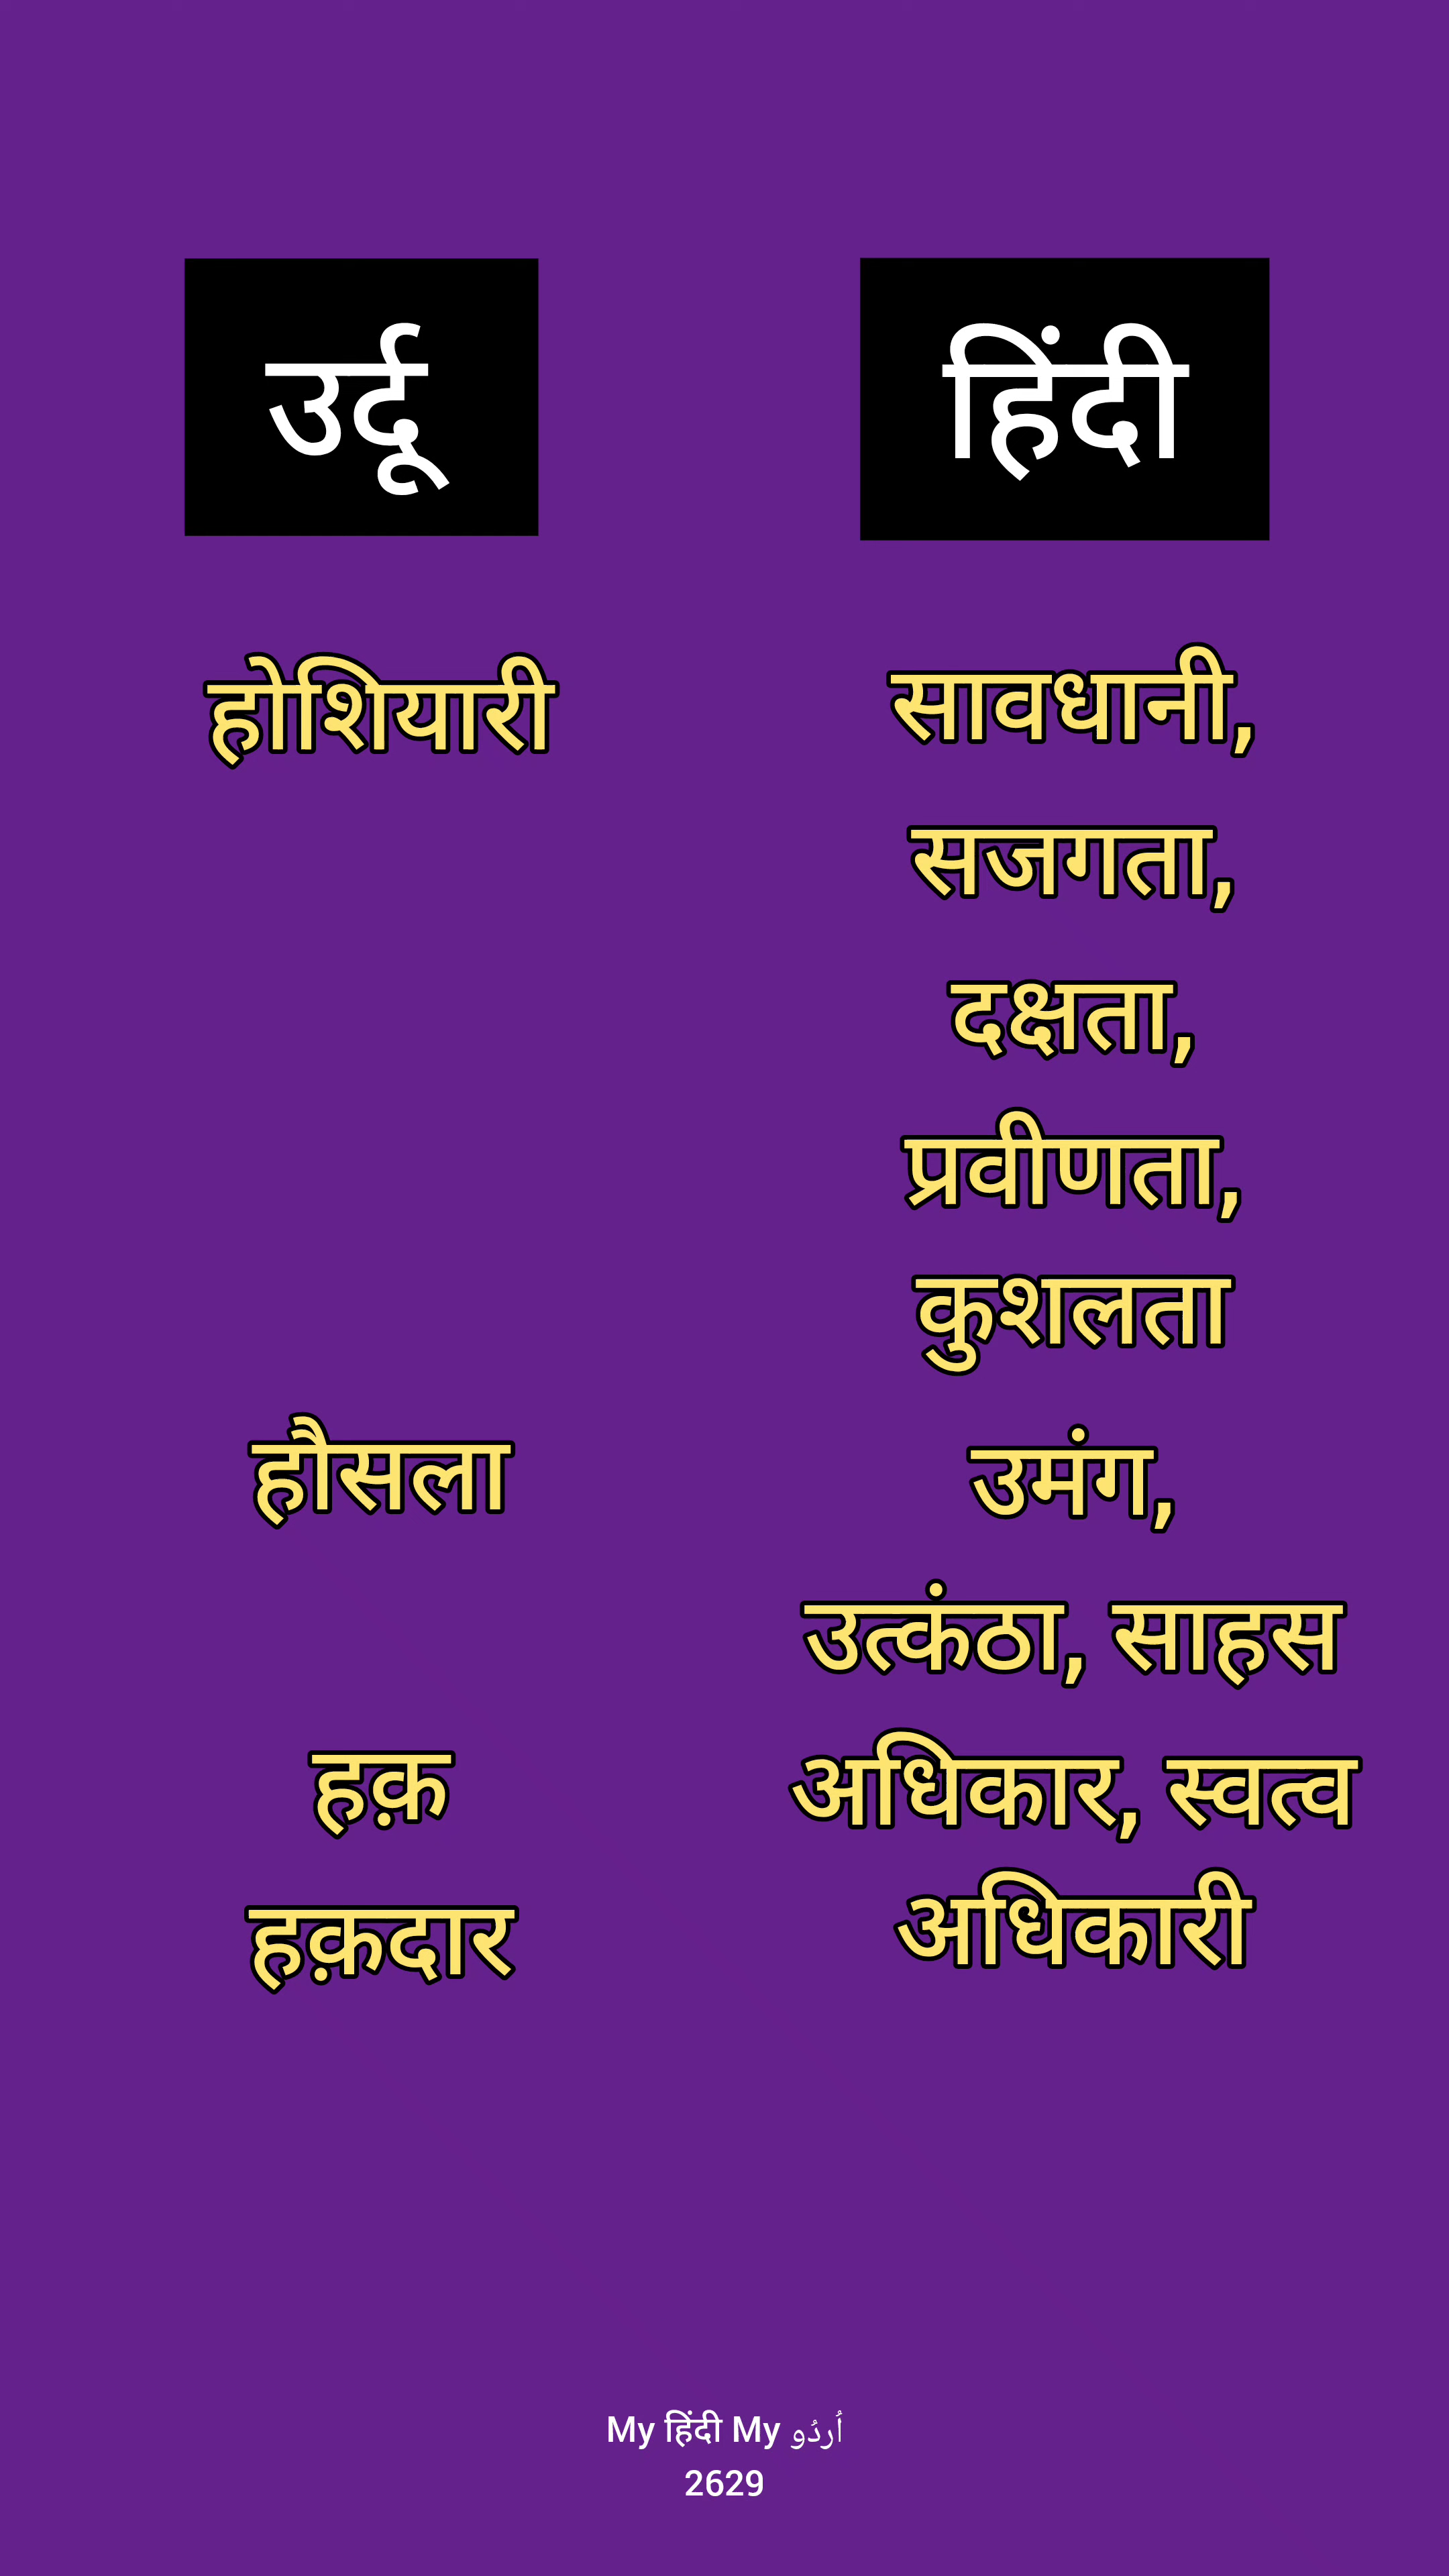 उर्दू हिंदी
होशियारी सावधानी,
सजगता,
दक्षता,
प्रवीणता,
कुशलता
हौसला उमंग,
उत्कंठा, साहस
हक़ अधिकार, स्वत्व
हक़दार अधिकारी
My हिंदी My اُردُو
2629